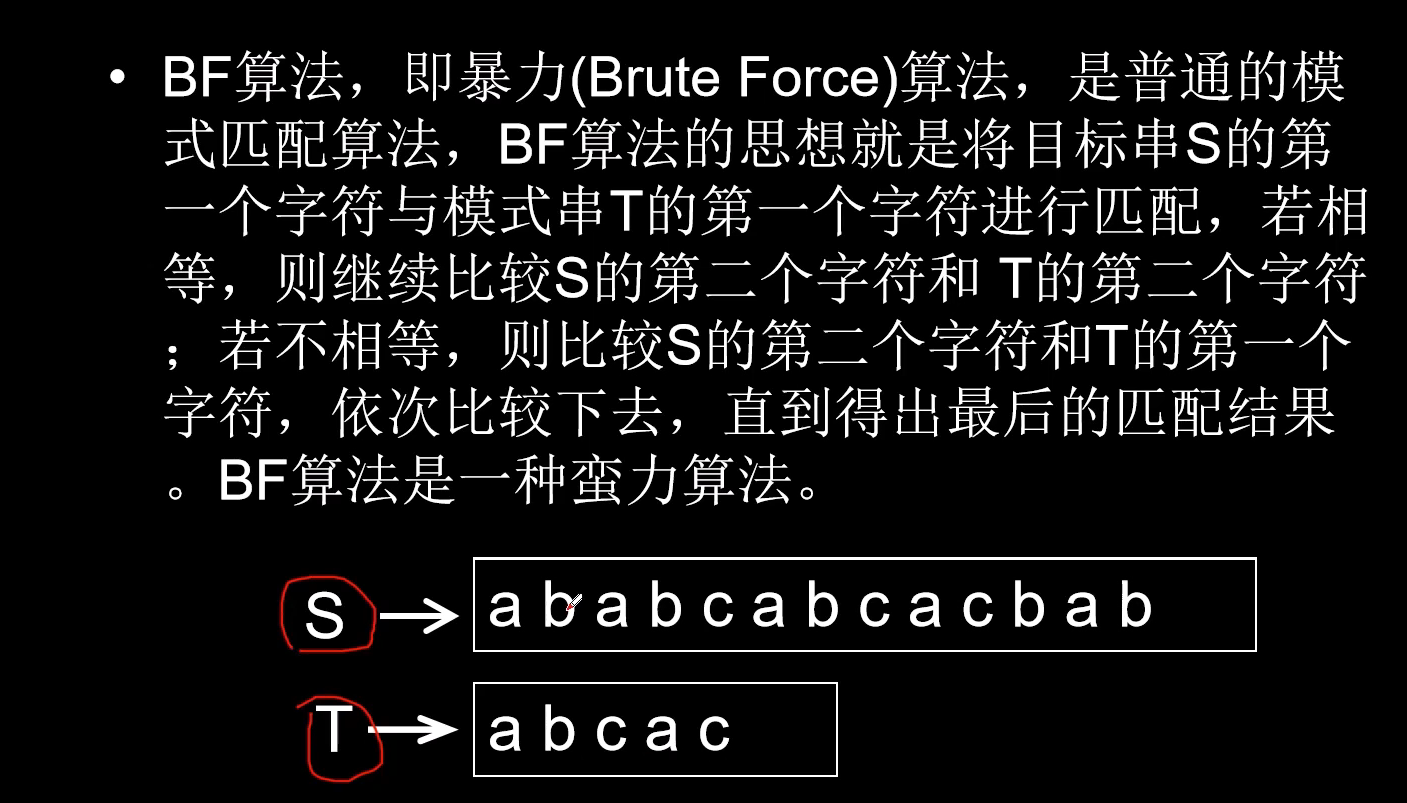 • BF算法，即暴力(Brute Force)算法，是普通的模
式匹配算法，BF算法的思想就是将目标串S的第
一个字符与模式串T的第一个字符进行匹配，若相
等，则继续比较S的第二个字符和 T的第二个字符
；若不相等，则比较S的第二个字符和T的第一个
字符，依次比较下去，直到得出最后的匹配结果
。BF算法是一种蛮力算法。
S → a b a b c a b c a c b a b
T → a b c a c